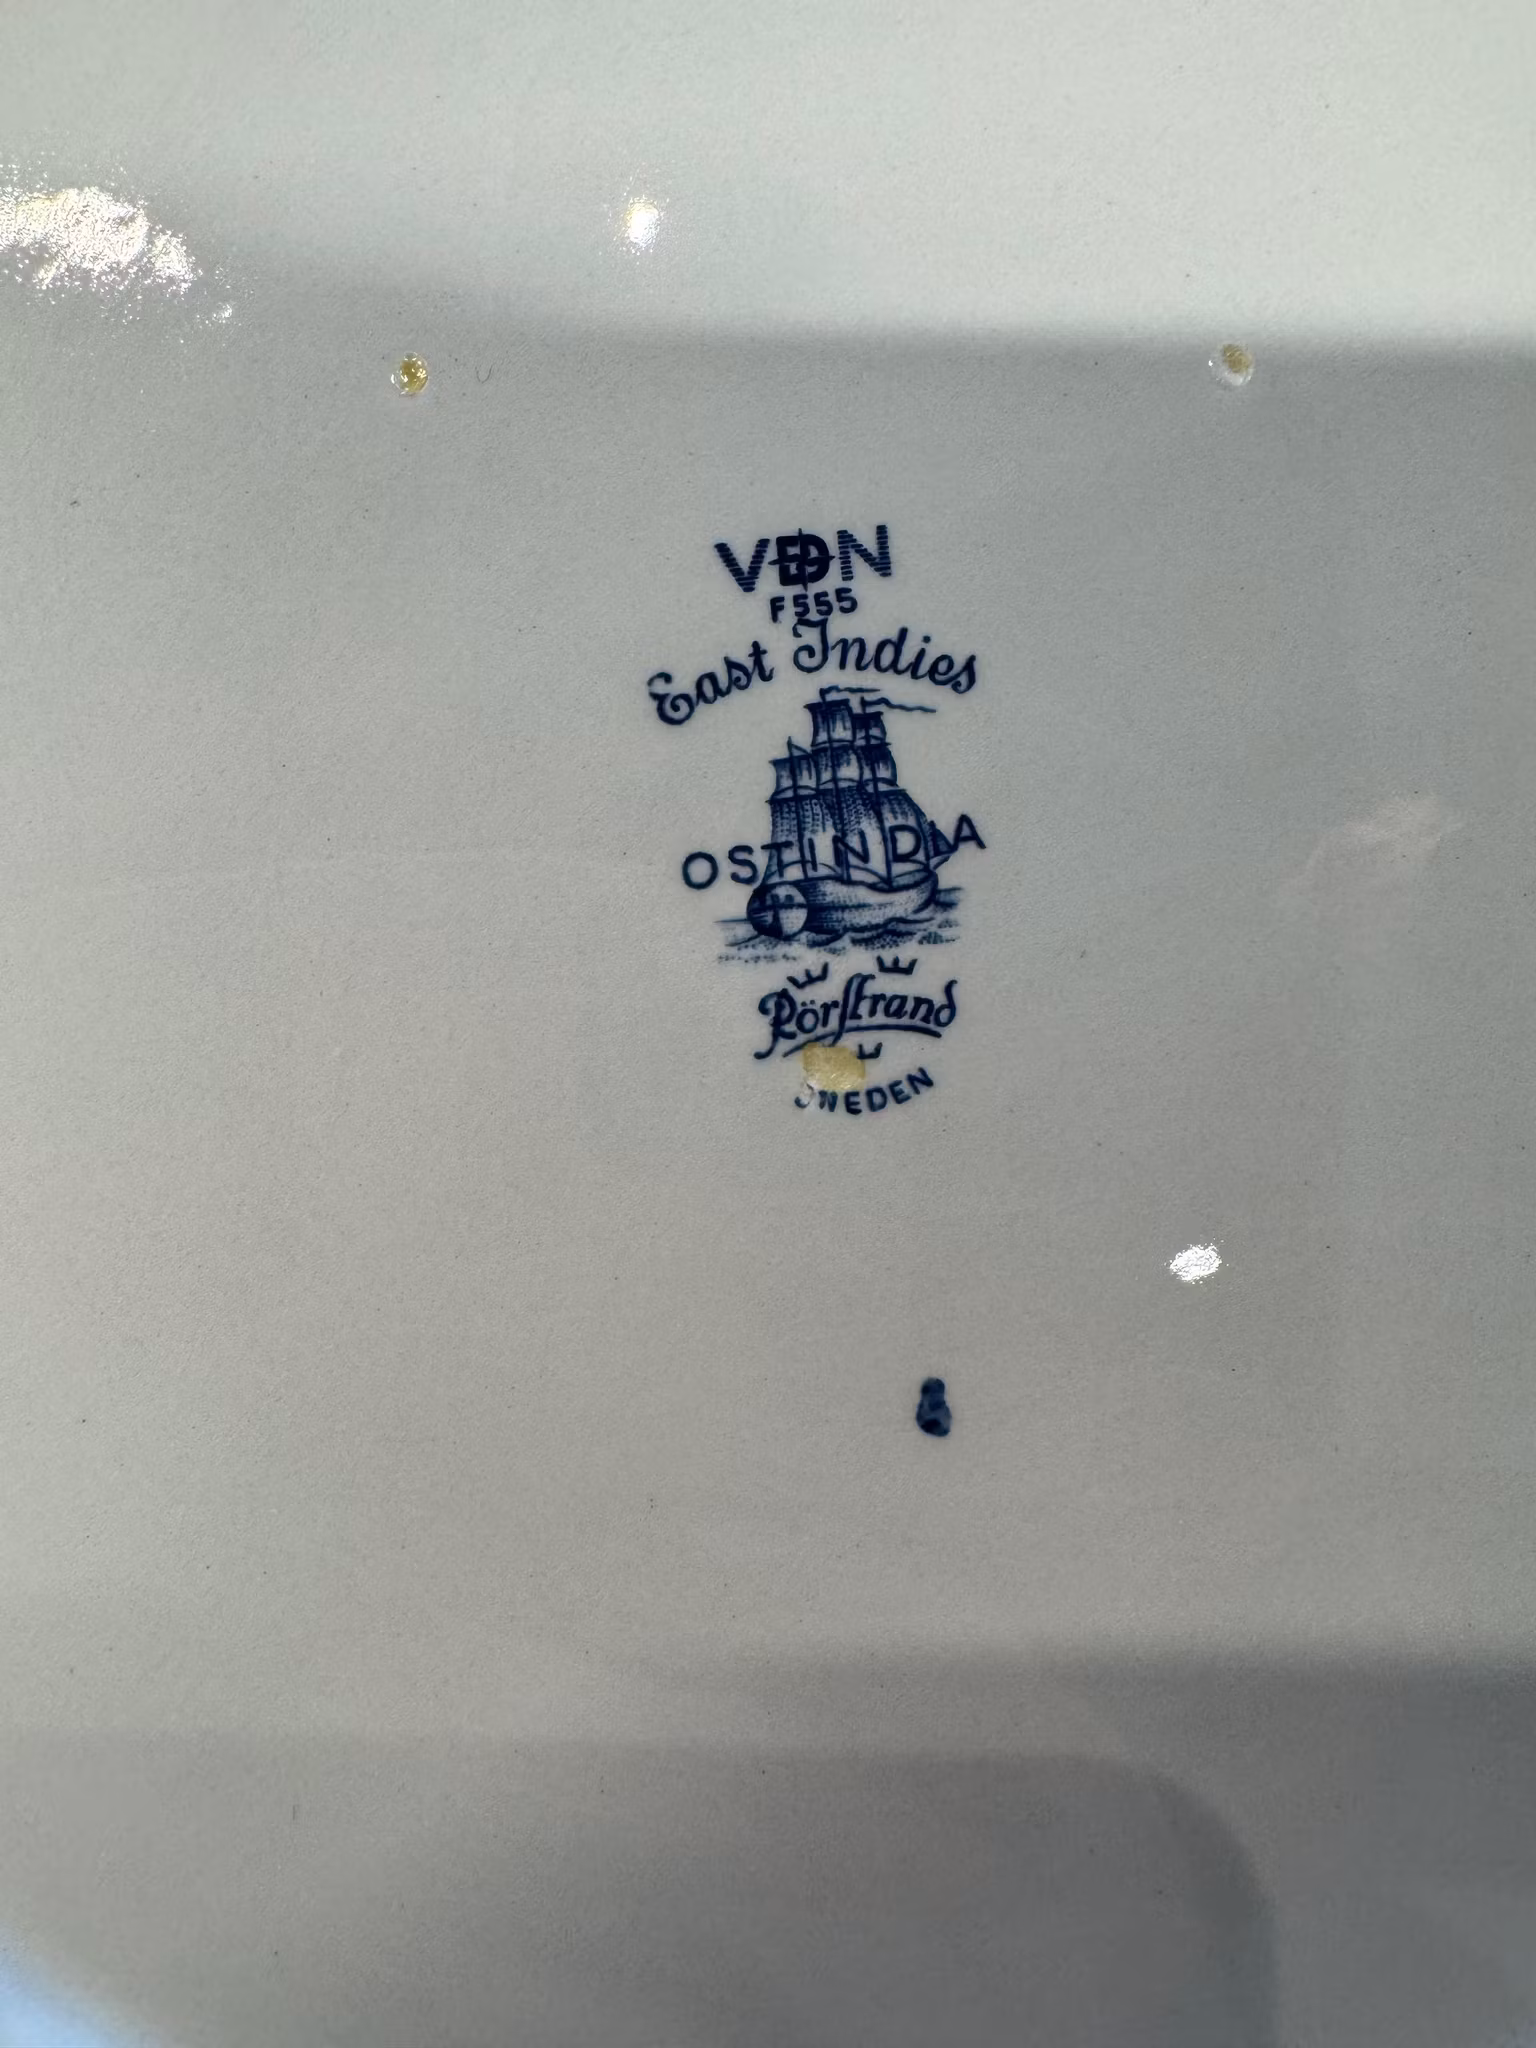 VDN
F555
East Indies
OSTINDIA
Rörstrand
SWEDEN